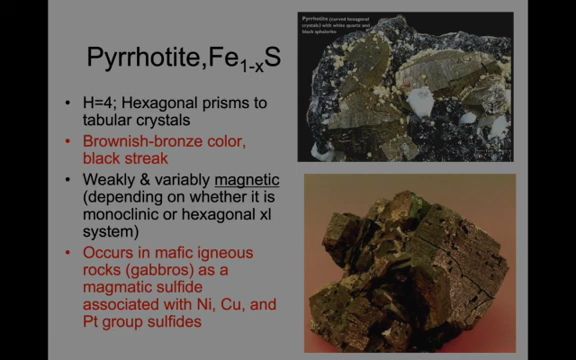 Pyrrhotite,Fe1-xS
• H=4; Hexagonal prisms to
tabular crystals
• Brownish-bronze color,
black streak
• Weakly & variably magnetic
(depending on whether it is
monoclinic or hexagonal xl
system)
• Occurs in mafic igneous
rocks (gabbros) as a
magmatic sulfide
associated with Ni, Cu, and
Pt group sulfides
Pyrrhotite (curved hexagonal
crystals) with white quartz and
black sphalerite